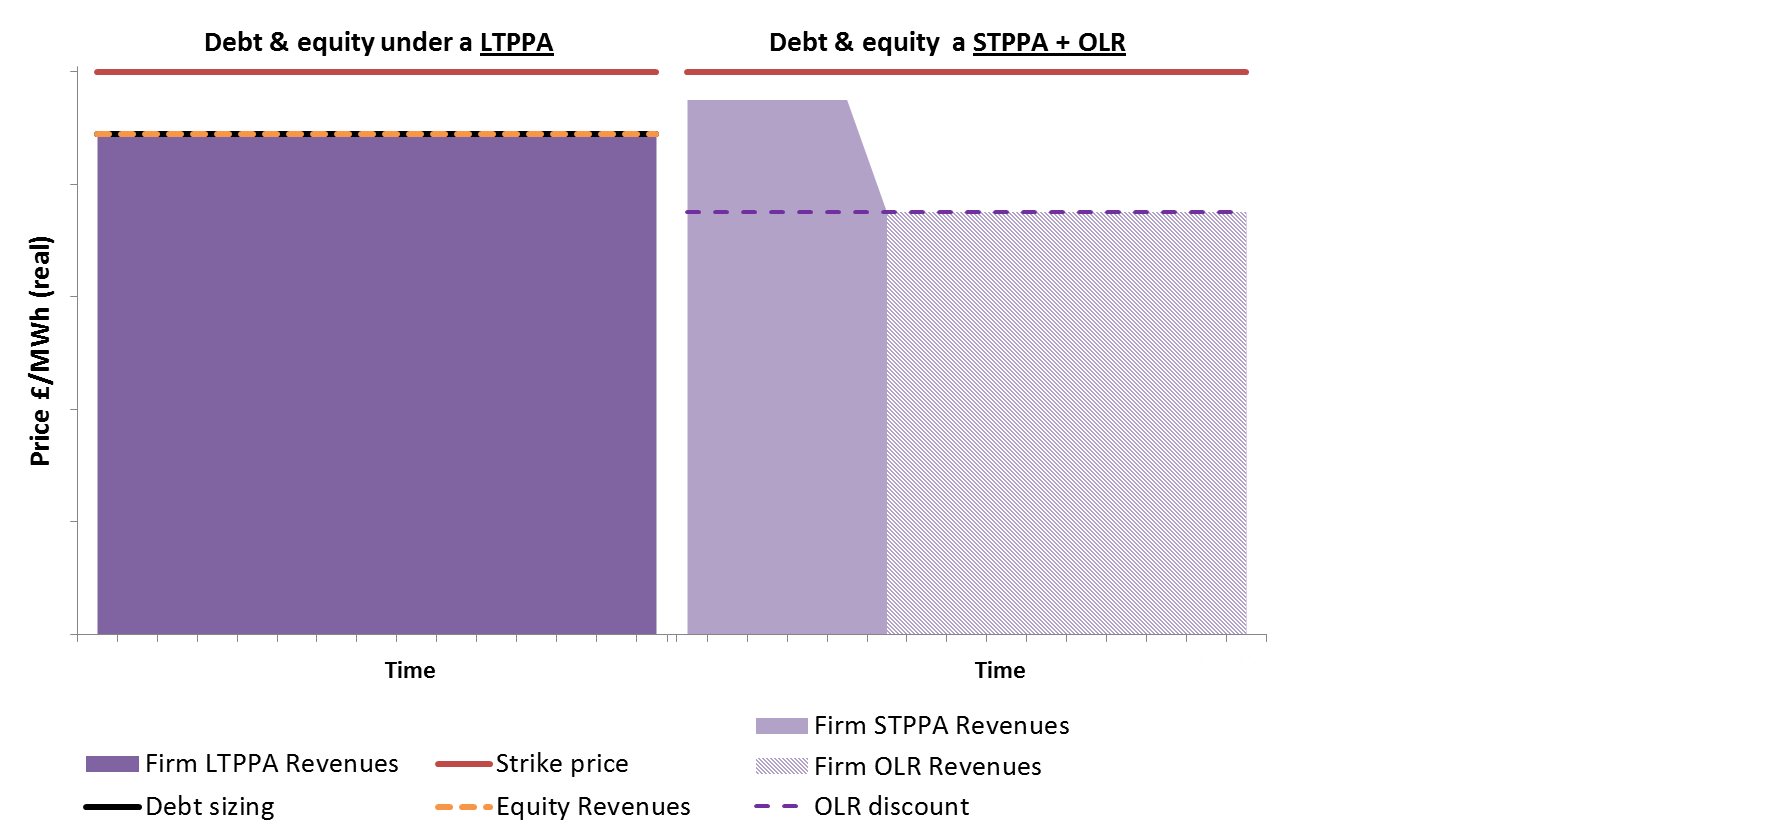 Debt & equity under a LTPPA
Debt & equity  a STPPA + OLR
Price £/MWh (real)
Time
Time
Firm LTPPA Revenues
Strike price
Debt sizing
Equity Revenues
Firm STPPA Revenues
Firm OLR Revenues
OLR discount